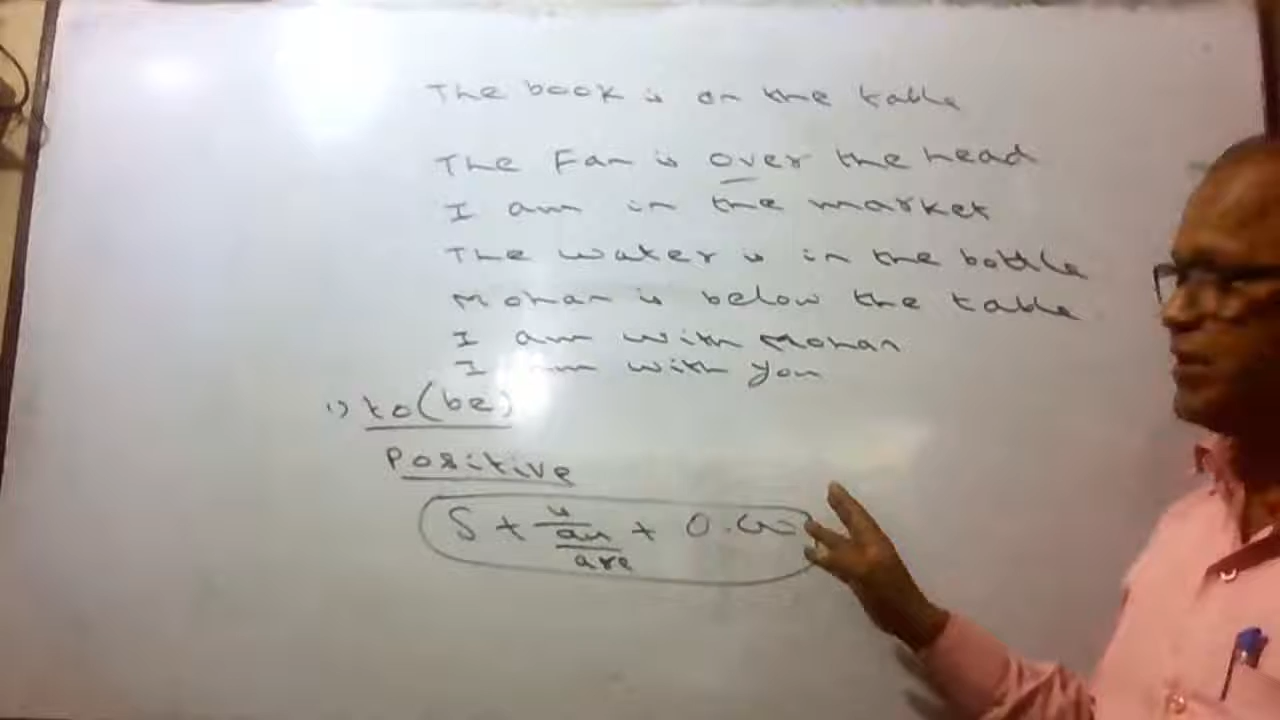 The book is on the table
The Fan is over the head
I am in the market
The water is in the bottle
Mohan is below the table
I am with Mohan
I am with you
1) to (be)
Positive
S + is/am/are + O.W